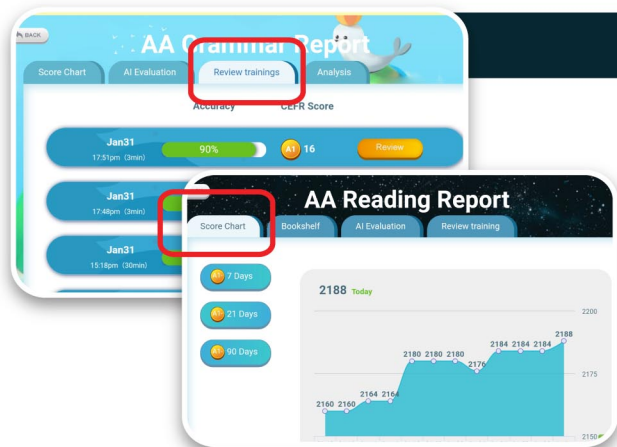 BACK
AA Grammar Report
Score Chart AI Evaluation Review trainings Analysis
Accuracy CEFR Score
Jan31
17:51pm (3min)
90%
A1 16
Review
Jan31
17:48pm (3min)
Jan31
15:18pm (30min)
AA Reading Report
Score Chart Bookshelf AI Evaluation Review training
A1 7 Days
A1 21 Days
A1 90 Days
2188 Today
2200
2188
2184 2184 2184
2180 2180 2180
2176
2175
2164 2164
2160 2160
2150